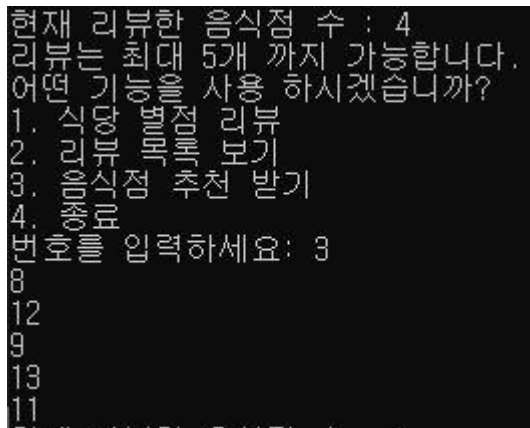 현재 리뷰한 음식점 수 : 4
리뷰는 최대 5개 까지 가능합니다.
어떤 기능을 사용 하시겠습니까?
1. 식당 별점 리뷰
2. 리뷰 목록 보기
3. 음식점 추천 받기
4. 종료
번호를 입력하세요: 3
8
12
9
13
11